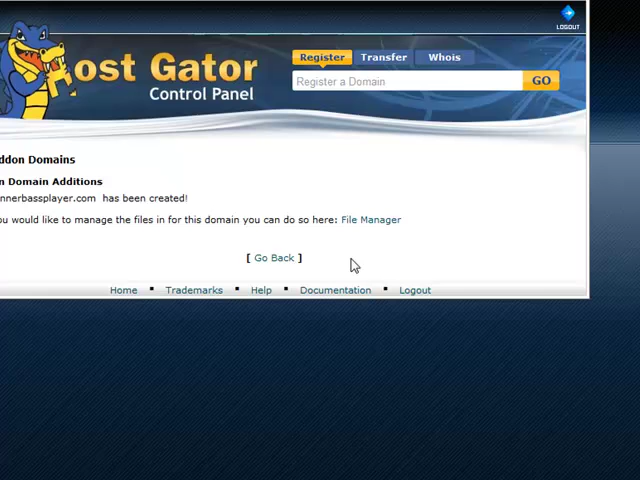 LOGOUT
ost Gator
Control Panel
Register Transfer Whois
Register a Domain GO
ddon Domains
n Domain Additions
nnerbassplayer.com has been created!
ou would like to manage the files in for this domain you can do so here: File Manager
[ Go Back ]
Home ▪ Trademarks ▪ Help ▪ Documentation ▪ Logout